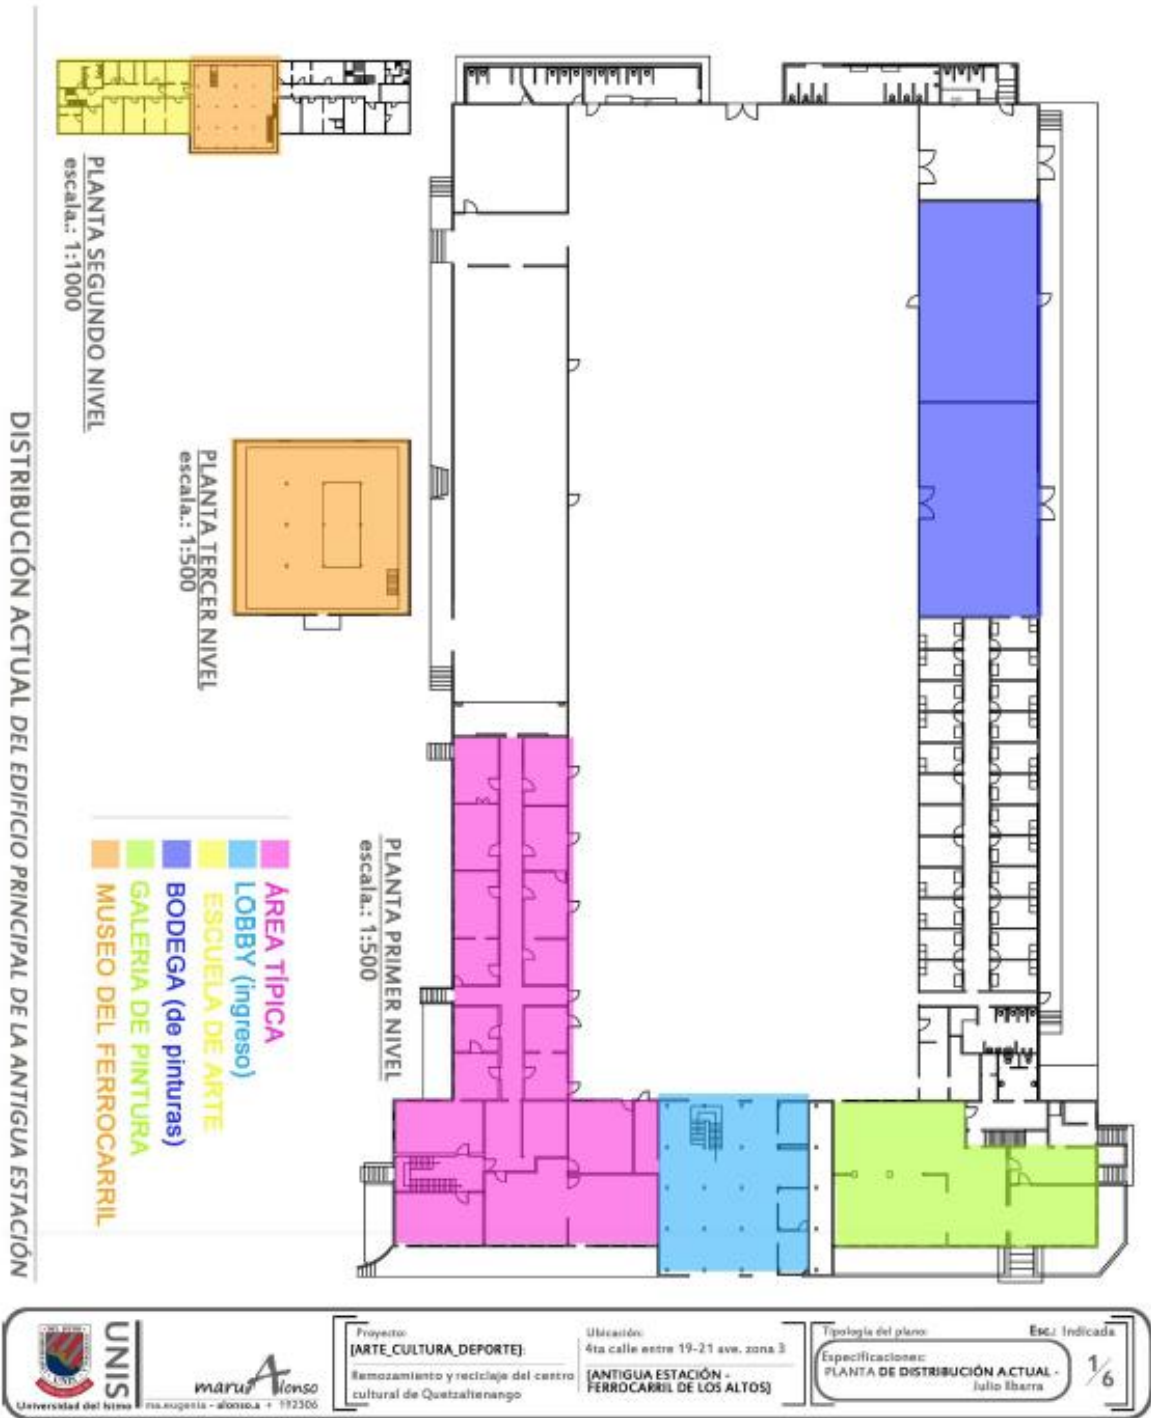 DISTRIBUCIÓN ACTUAL DEL EDIFICIO PRINCIPAL DE LA ANTIGUA ESTACIÓN
PLANTA SEGUNDO NIVEL
escala.: 1:1000
PLANTA TERCER NIVEL
escala.: 1:500
PLANTA PRIMER NIVEL
escala.: 1:500
ÁREA TÍPICA
LOBBY (ingreso)
ESCUELA DE ARTE
BODEGA (de pinturas)
GALERIA DE PINTURA
MUSEO DEL FERROCARRIL
UNIS
Universidad del Istmo
maru Alonso
ma.eugenia - alonso.a + 192306
Proyecto:
[ARTE_CULTURA_DEPORTE]:
Remozamiento y reciclaje del centro
cultural de Quetzaltenango
Ubicación:
4ta calle entre 19-21 ave. zona 3
[ANTIGUA ESTACIÓN -
FERROCARRIL DE LOS ALTOS]
Tipología del plano:
Esc.: Indicada
Especificaciones:
PLANTA DE DISTRIBUCIÓN ACTUAL -
Julio Ibarra
1/6